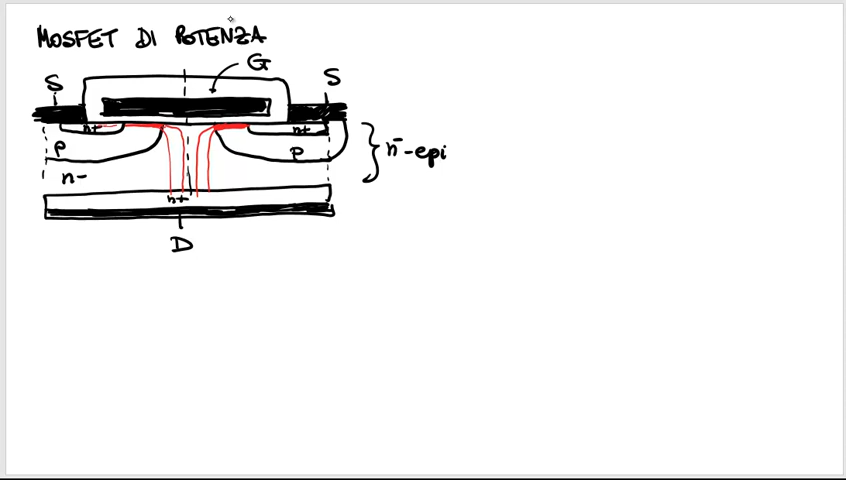 MOSFET DI POTENZA
G
S
S
n+
n+
p
p
n⁻-epi
n-
n+
D